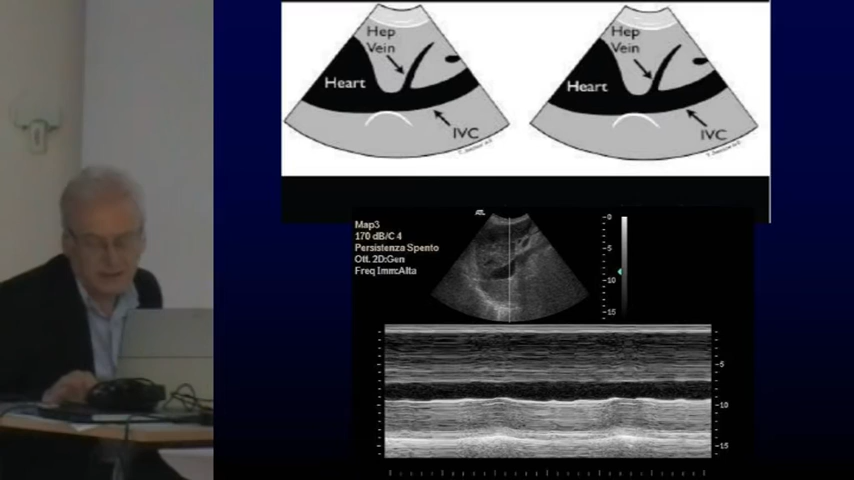 Hep
Vein
Heart
IVC
Hep
Vein
Heart
IVC
Map3
170 dB/C 4
Persistenza Spento
Ott. 2D:Gen
Freq Imm:Alta
0
5
10
15
5
10
15